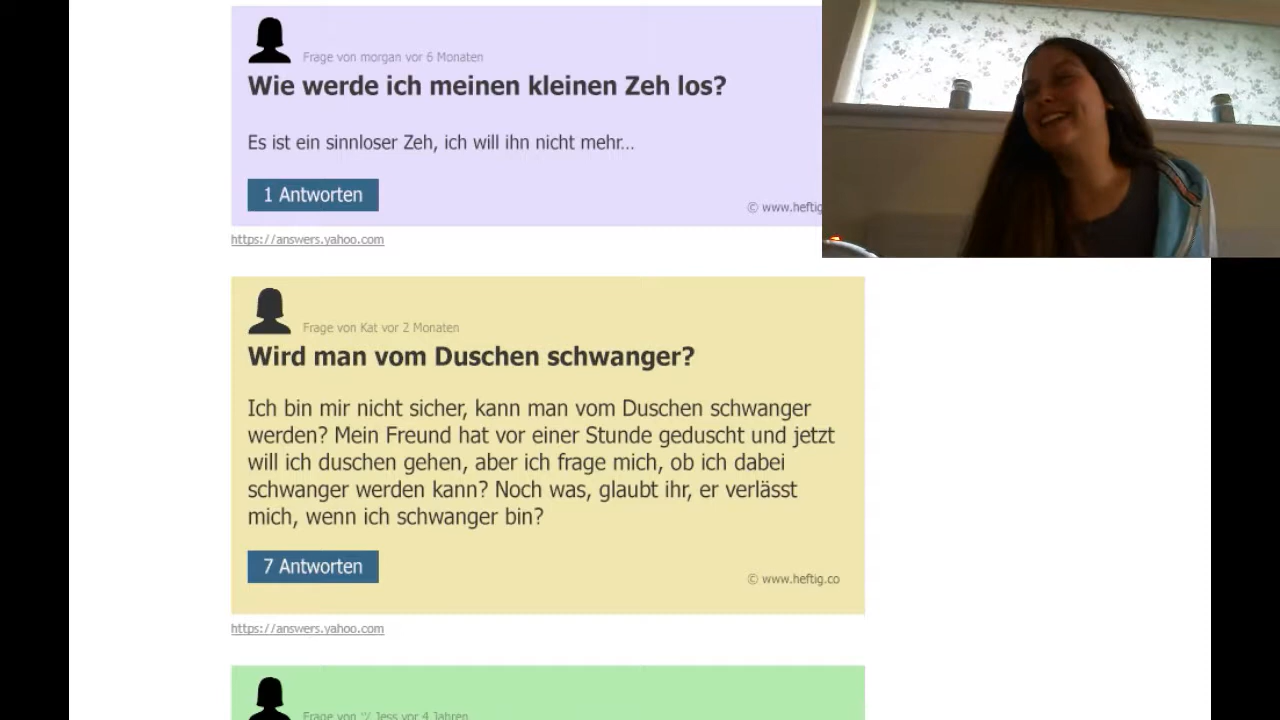 Frage von morgan vor 6 Monaten
Wie werde ich meinen kleinen Zeh los?
Es ist ein sinnloser Zeh, ich will ihn nicht mehr...
1 Antworten
© www.heftig
https://answers.yahoo.com
Frage von Kat vor 2 Monaten
Wird man vom Duschen schwanger?
Ich bin mir nicht sicher, kann man vom Duschen schwanger
werden? Mein Freund hat vor einer Stunde geduscht und jetzt
will ich duschen gehen, aber ich frage mich, ob ich dabei
schwanger werden kann? Noch was, glaubt ihr, er verlässt
mich, wenn ich schwanger bin?
7 Antworten
© www.heftig.co
https://answers.yahoo.com
Frage von Jess vor 4 Jahren